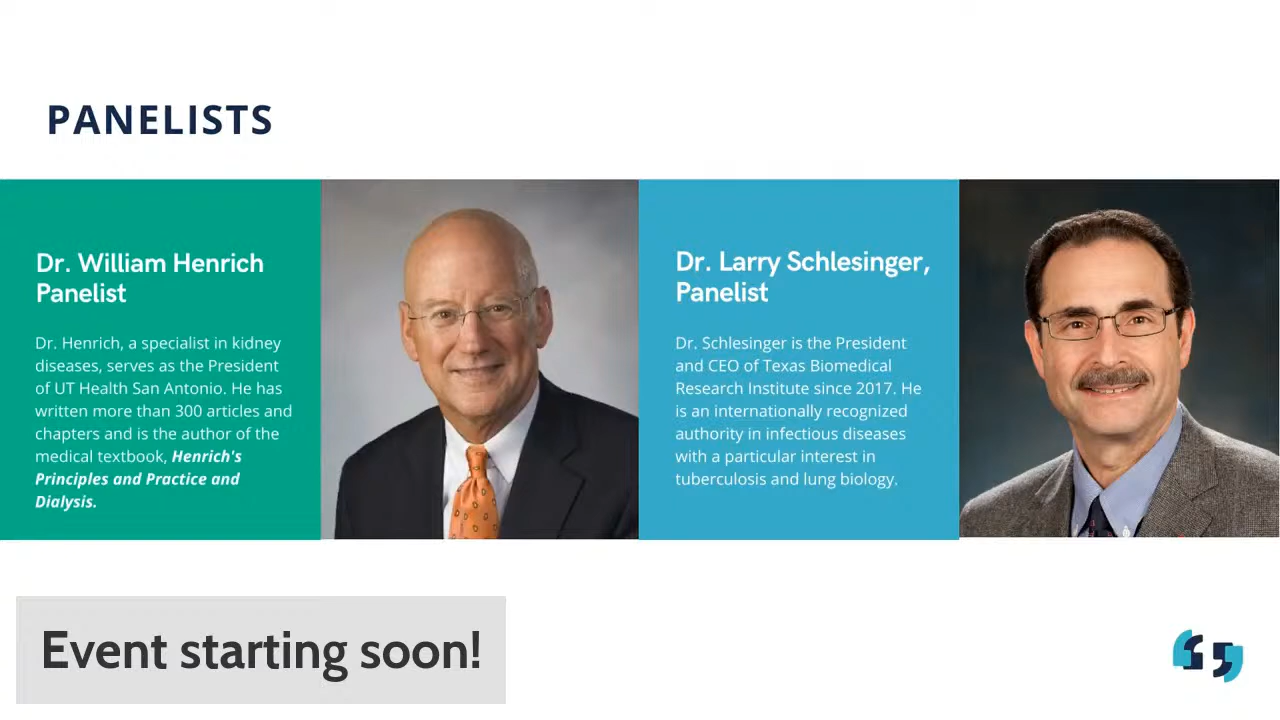 PANELISTS
Dr. William Henrich
Panelist
Dr. Henrich, a specialist in kidney
diseases, serves as the President
of UT Health San Antonio. He has
written more than 300 articles and
chapters and is the author of the
medical textbook, Henrich's
Principles and Practice and
Dialysis.
Dr. Larry Schlesinger,
Panelist
Dr. Schlesinger is the President
and CEO of Texas Biomedical
Research Institute since 2017. He
is an internationally recognized
authority in infectious diseases
with a particular interest in
tuberculosis and lung biology.
Event starting soon!